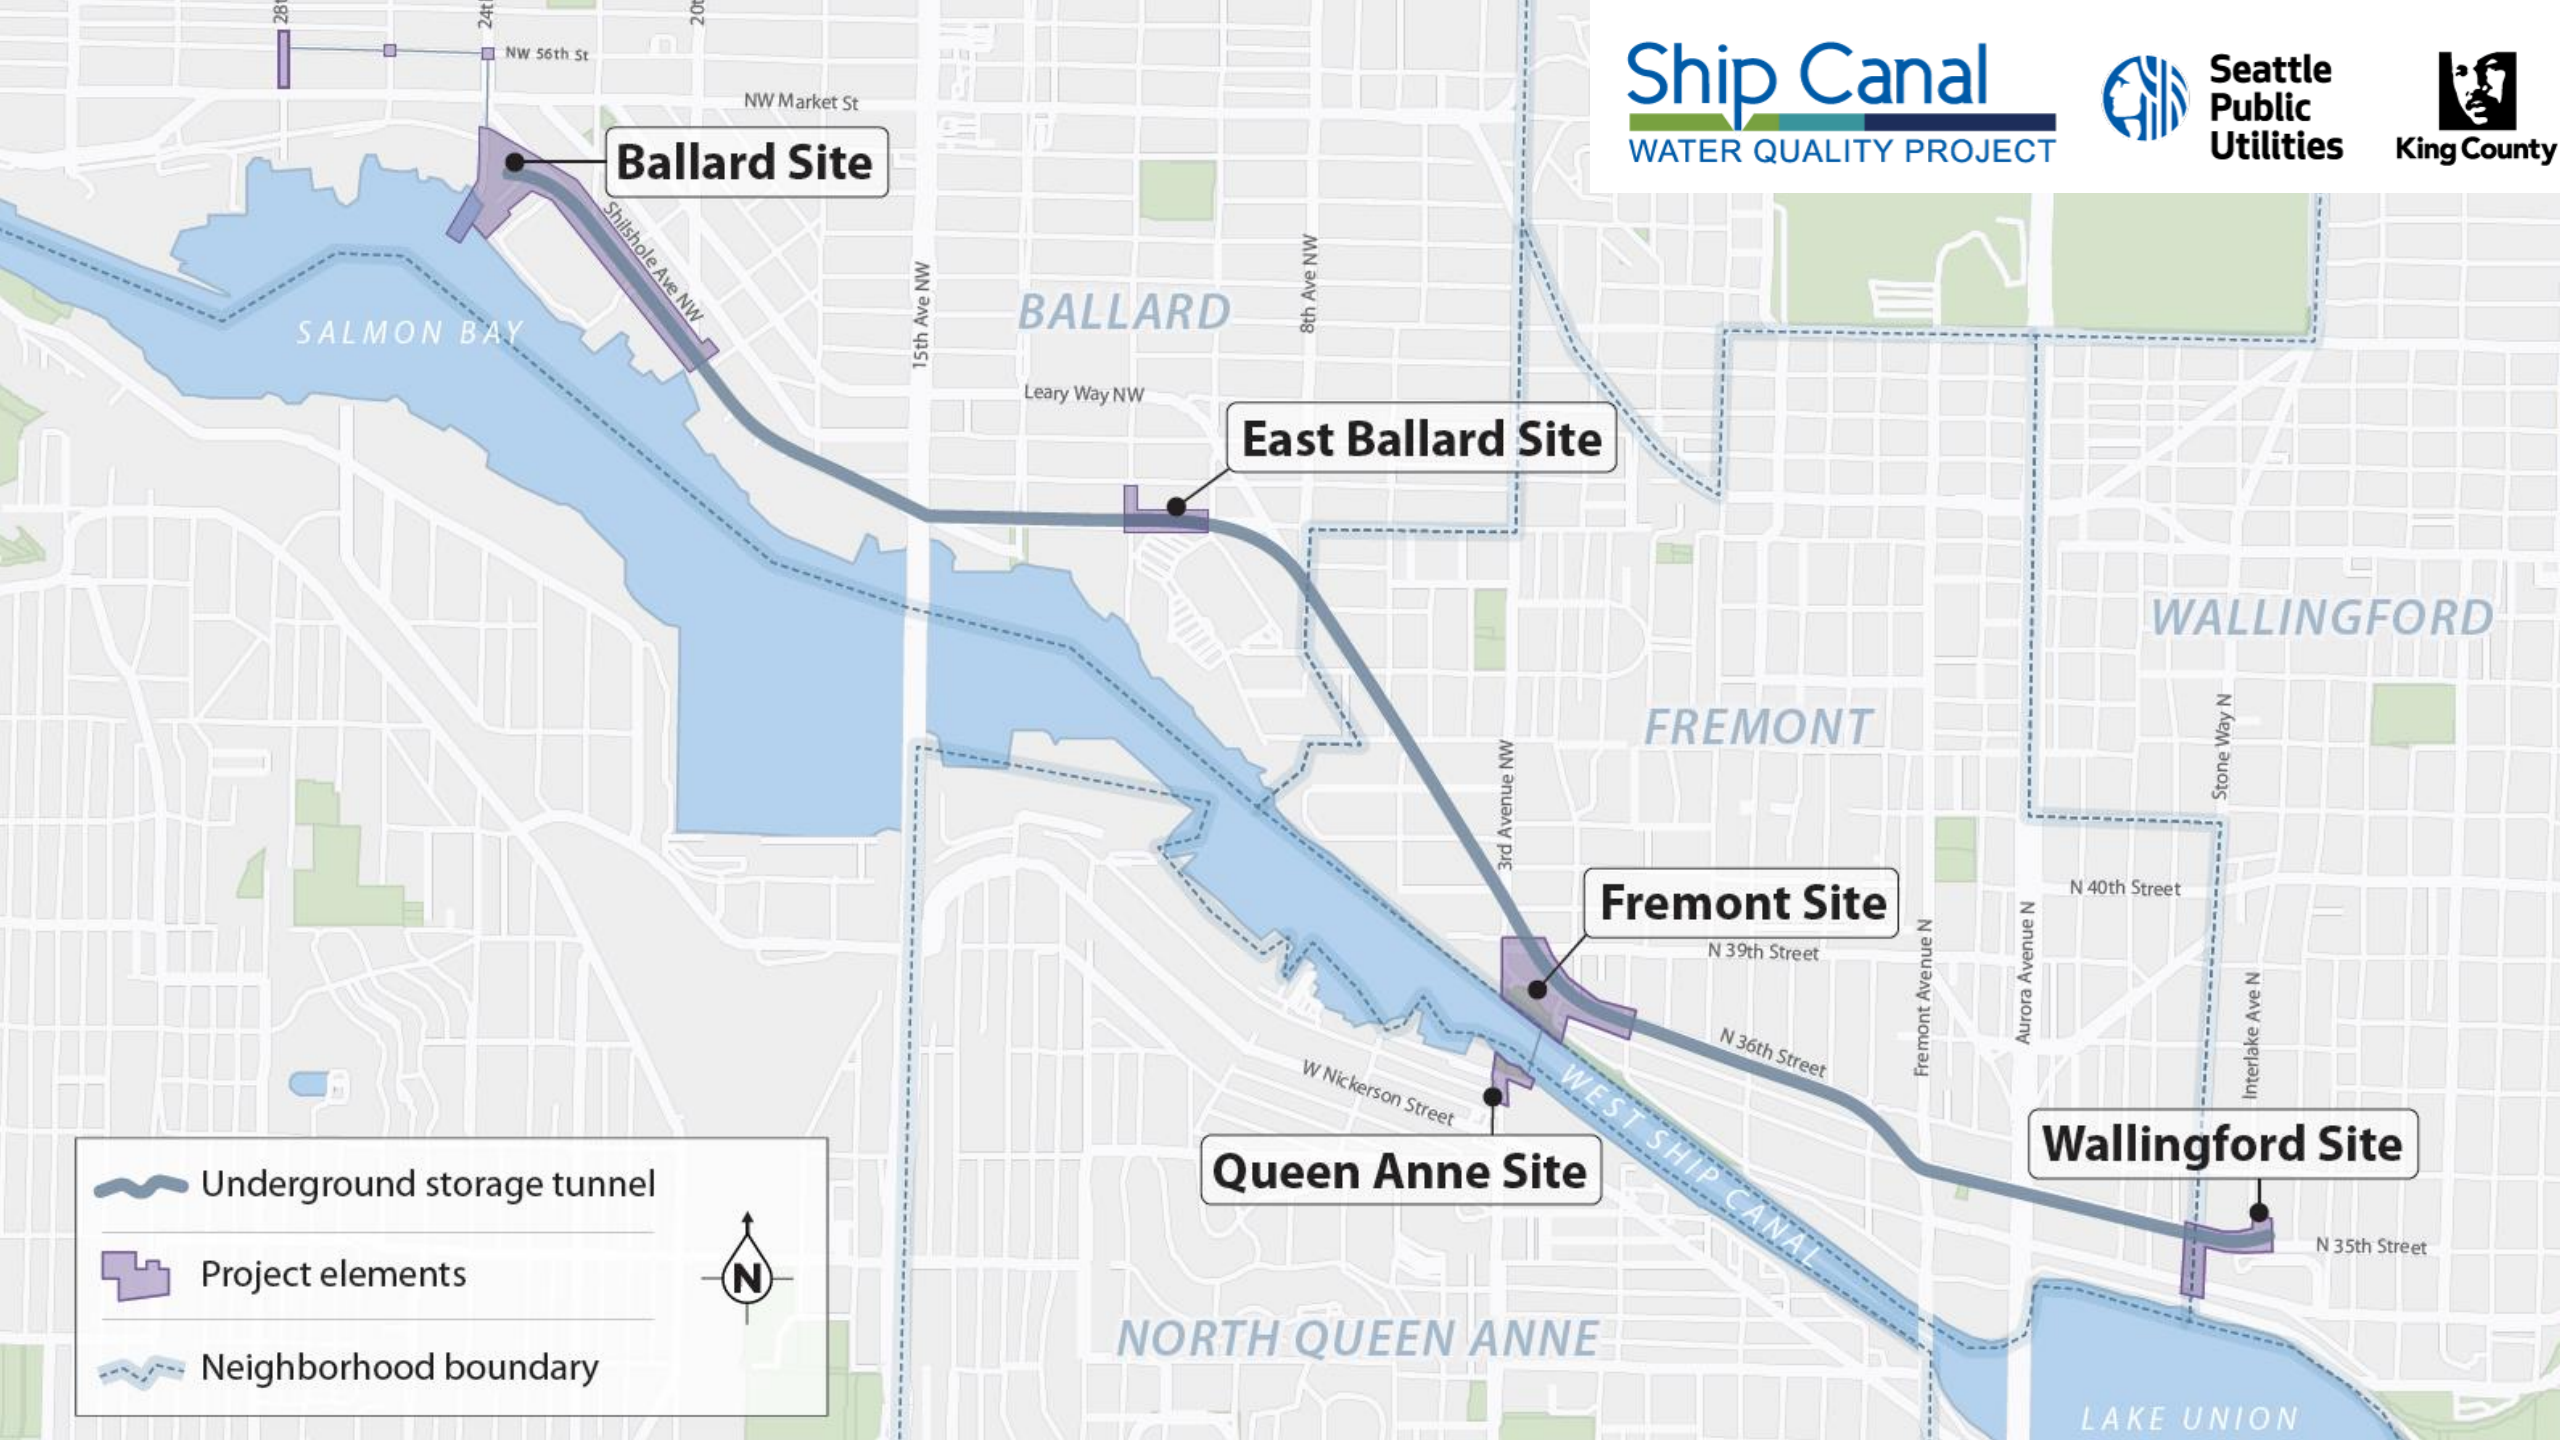 28t
24tl
20t
NW 56th St
NW Market St
Ship Canal
WATER QUALITY PROJECT
Seattle
Public
Utilities
King County
Ballard Site
Shilshole Ave NW
15th Ave NW
BALLARD
8th Ave NW
SALMON BAY
Leary Way NW
East Ballard Site
WALLINGFORD
FREMONT
Stone Way N
3rd Avenue NW
N 40th Street
Fremont Site
N 39th Street
Fremont Avenue N
Aurora Avenue N
Interlake Ave N
N 36th Street
W Nickerson Street
WEST SHIP CANAL
Queen Anne Site
Wallingford Site
N 35th Street
Underground storage tunnel
Project elements
N
Neighborhood boundary
NORTH QUEEN ANNE
LAKE UNION